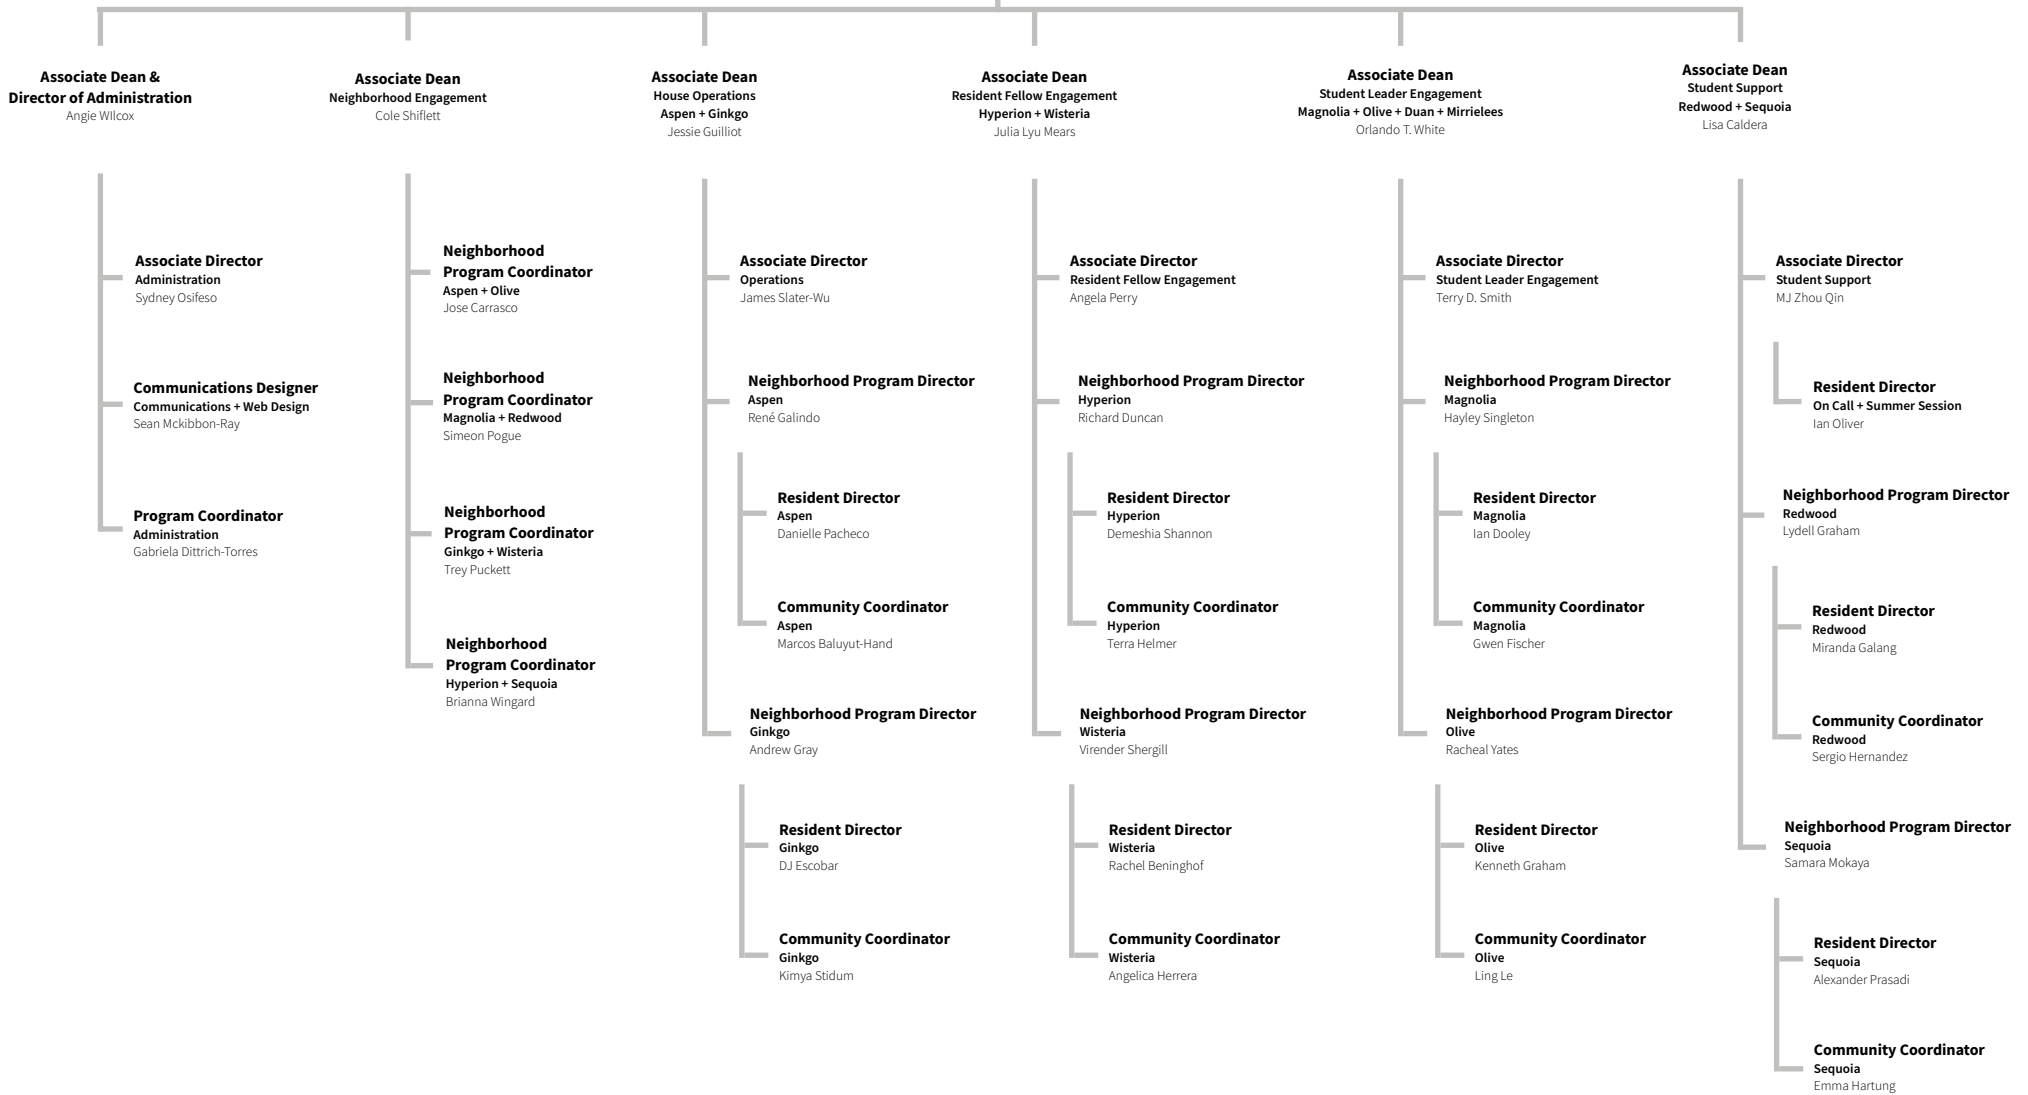 Associate Dean &
Director of Administration
Angie WIlcox
Associate Director
Administration
Sydney Osifeso
Communications Designer
Communications + Web Design
Sean Mckibbon-Ray
Program Coordinator
Administration
Gabriela Dittrich-Torres
Associate Dean
Neighborhood Engagement
Cole Shiflett
Neighborhood
Program Coordinator
Aspen + Olive
Jose Carrasco
Neighborhood
Program Coordinator
Magnolia + Redwood
Simeon Pogue
Neighborhood
Program Coordinator
Ginkgo + Wisteria
Trey Puckett
Neighborhood
Program Coordinator
Hyperion + Sequoia
Brianna Wingard
Associate Dean
House Operations
Aspen + Ginkgo
Jessie Guilliot
Associate Director
Operations
James Slater-Wu
Neighborhood Program Director
Aspen
René Galindo
Resident Director
Aspen
Danielle Pacheco
Community Coordinator
Aspen
Marcos Baluyut-Hand
Neighborhood Program Director
Ginkgo
Andrew Gray
Resident Director
Ginkgo
DJ Escobar
Community Coordinator
Ginkgo
Kimya Stidum
Associate Dean
Resident Fellow Engagement
Hyperion + Wisteria
Julia Lyu Mears
Associate Director
Resident Fellow Engagement
Angela Perry
Neighborhood Program Director
Hyperion
Richard Duncan
Resident Director
Hyperion
Demeshia Shannon
Community Coordinator
Hyperion
Terra Helmer
Neighborhood Program Director
Wisteria
Virender Shergill
Resident Director
Wisteria
Rachel Beninghof
Community Coordinator
Wisteria
Angelica Herrera
Associate Dean
Student Leader Engagement
Magnolia + Olive + Duan + Mirrielees
Orlando T. White
Associate Director
Student Leader Engagement
Terry D. Smith
Neighborhood Program Director
Magnolia
Hayley Singleton
Resident Director
Magnolia
Ian Dooley
Community Coordinator
Magnolia
Gwen Fischer
Neighborhood Program Director
Olive
Racheal Yates
Resident Director
Olive
Kenneth Graham
Community Coordinator
Olive
Ling Le
Associate Dean
Student Support
Redwood + Sequoia
Lisa Caldera
Associate Director
Student Support
MJ Zhou Qin
Resident Director
On Call + Summer Session
Ian Oliver
Neighborhood Program Director
Redwood
Lydell Graham
Resident Director
Redwood
Miranda Galang
Community Coordinator
Redwood
Sergio Hernandez
Neighborhood Program Director
Sequoia
Samara Mokaya
Resident Director
Sequoia
Alexander Prasadi
Community Coordinator
Sequoia
Emma Hartung